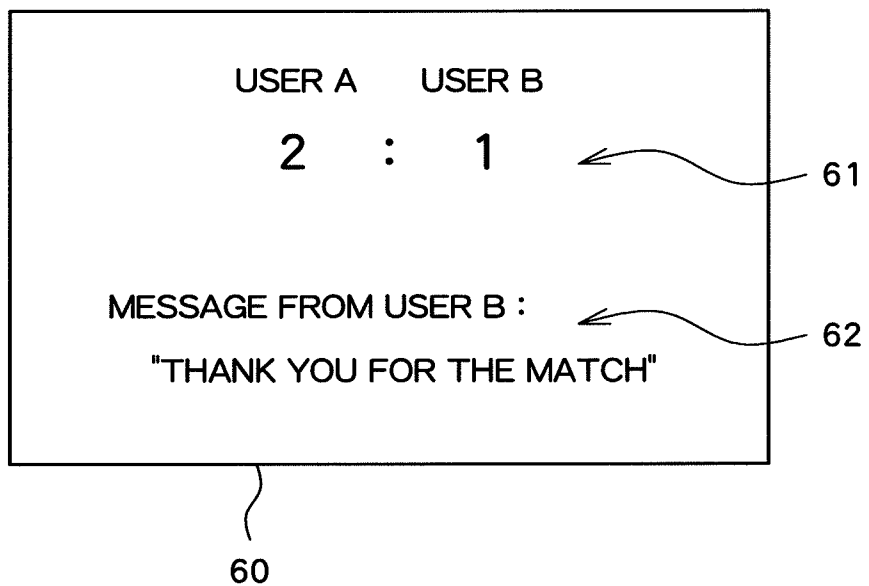 USER A USER B
2 : 1
61
MESSAGE FROM USER B :
62
"THANK YOU FOR THE MATCH"
60